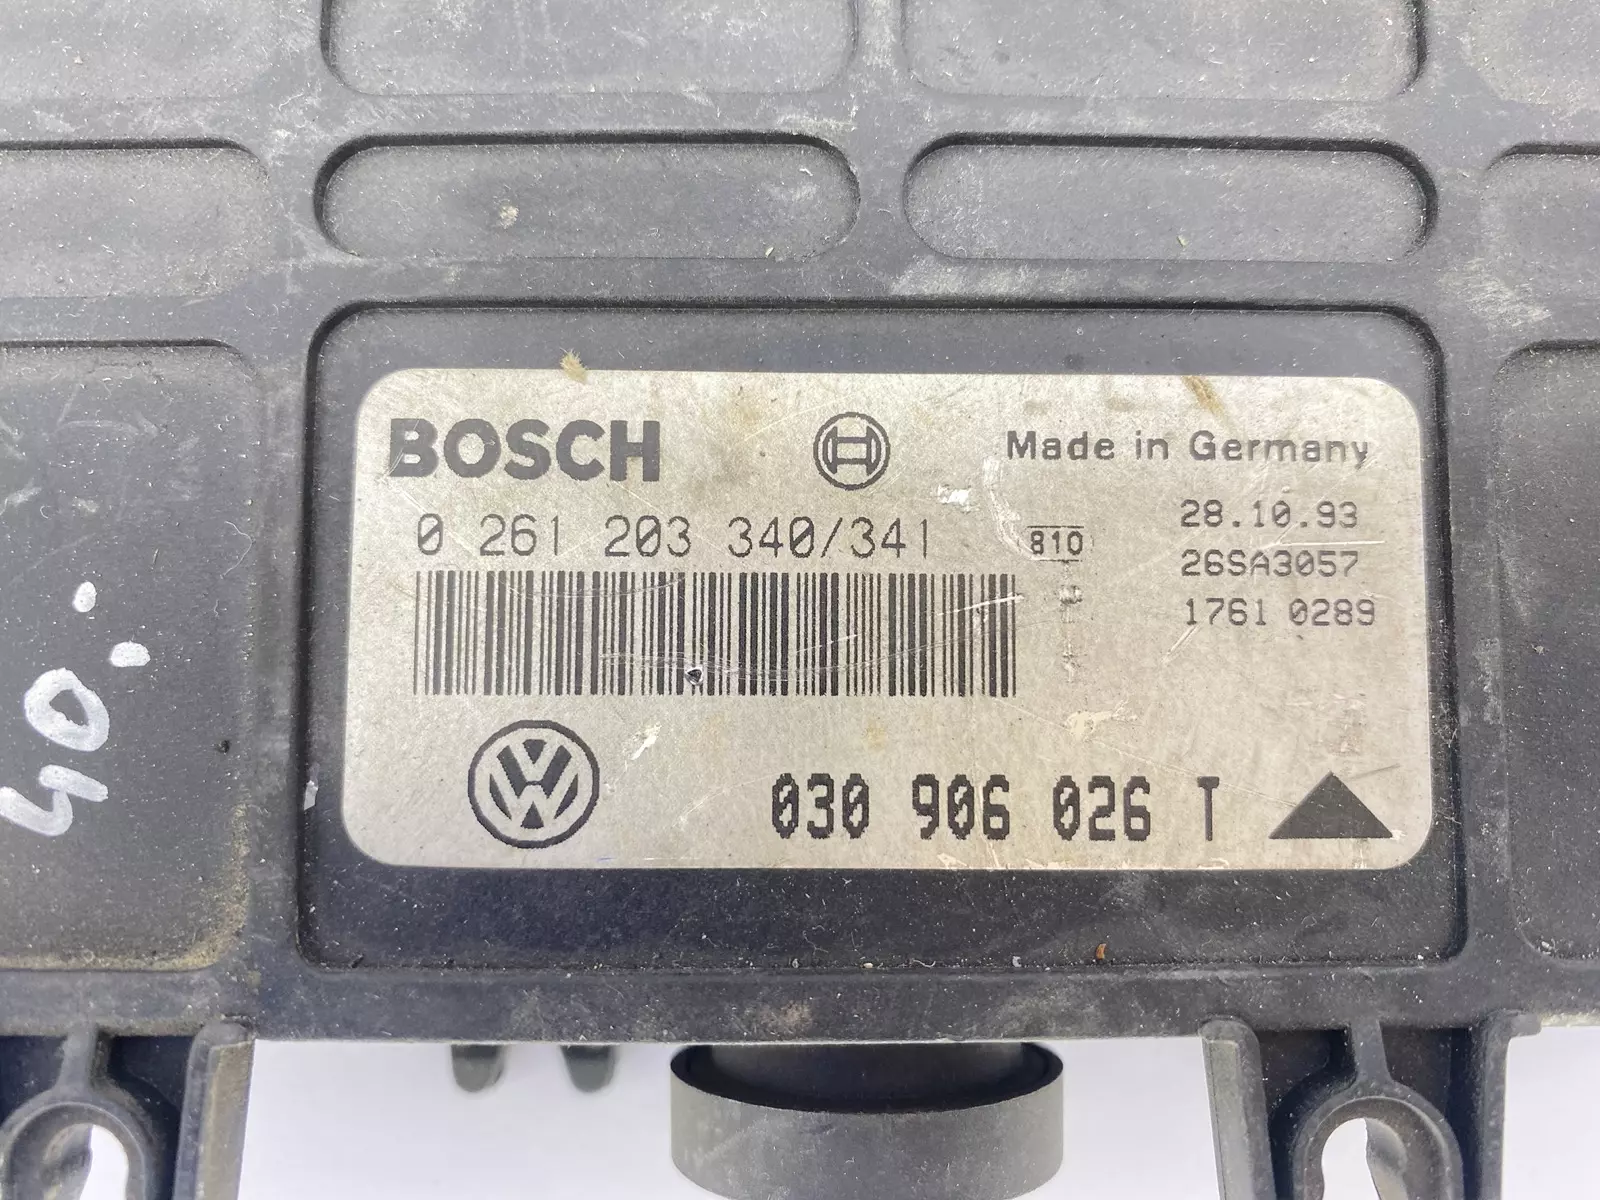 BOSCH
Made in Germany
0 261 203 340/341
810
28.10.93
26SA3057
1761 0289
030 906 026 T
40.-